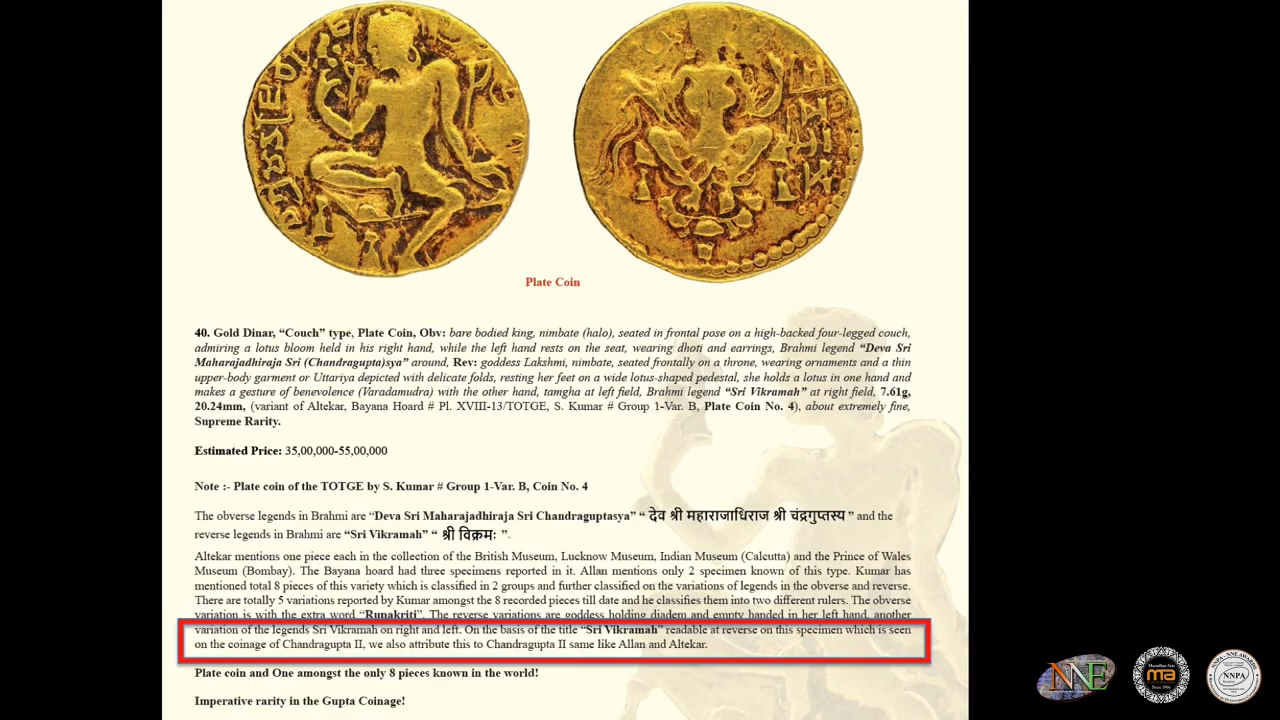 Plate Coin
40. Gold Dinar, “Couch” type, Plate Coin, Obv: bare bodied king, nimbate (halo), seated in frontal pose on a high-backed four-legged couch,
admiring a lotus bloom held in his right hand, while the left hand rests on the seat, wearing dhoti and earrings, Brahmi legend “Deva Sri
Maharajadhiraja Sri (Chandragupta)sya” around, Rev: goddess Lakshmi, nimbate, seated frontally on a throne, wearing ornaments and a thin
upper-body garment or Uttariya depicted with delicate folds, resting her feet on a wide lotus-shaped pedestal, she holds a lotus in one hand and
makes a gesture of benevolence (Varadamudra) with the other hand, tamgha at left field, Brahmi legend “Sri Vikramah” at right field, 7.61g,
20.24mm, (variant of Altekar, Bayana Hoard # Pl. XVIII-13/TOTGE, S. Kumar # Group 1-Var. B, Plate Coin No. 4), about extremely fine,
Supreme Rarity.
Estimated Price: 35,00,000-55,00,000
Note :- Plate coin of the TOTGE by S. Kumar # Group 1-Var. B, Coin No. 4
The obverse legends in Brahmi are “Deva Sri Maharajadhiraja Sri Chandraguptasya” “ देव श्री महाराजाधिराज श्री चंद्रगुप्तस्य ” and the
reverse legends in Brahmi are “Sri Vikramah” “ श्री विक्रमः ”.
Altekar mentions one piece each in the collection of the British Museum, Lucknow Museum, Indian Museum (Calcutta) and the Prince of Wales
Museum (Bombay). The Bayana hoard had three specimens reported in it. Allan mentions only 2 specimen known of this type. Kumar has
mentioned total 8 pieces of this variety which is classified in 2 groups and further classified on the variations of legends in the obverse and reverse.
There are totally 5 variations reported by Kumar amongst the 8 recorded pieces till date and he classifies them into two different rulers. The obverse
variation is with the extra word “Rupakriti”. The reverse variations are goddess holding diadem and empty handed in her left hand, another
variation of the legends Sri Vikramah on right and left. On the basis of the title “Sri Vikramah” readable at reverse on this specimen which is seen
on the coinage of Chandragupta II, we also attribute this to Chandragupta II same like Allan and Altekar.
Plate coin and One amongst the only 8 pieces known in the world!
Imperative rarity in the Gupta Coinage!
NNE
ma
Since 1966
NNPA